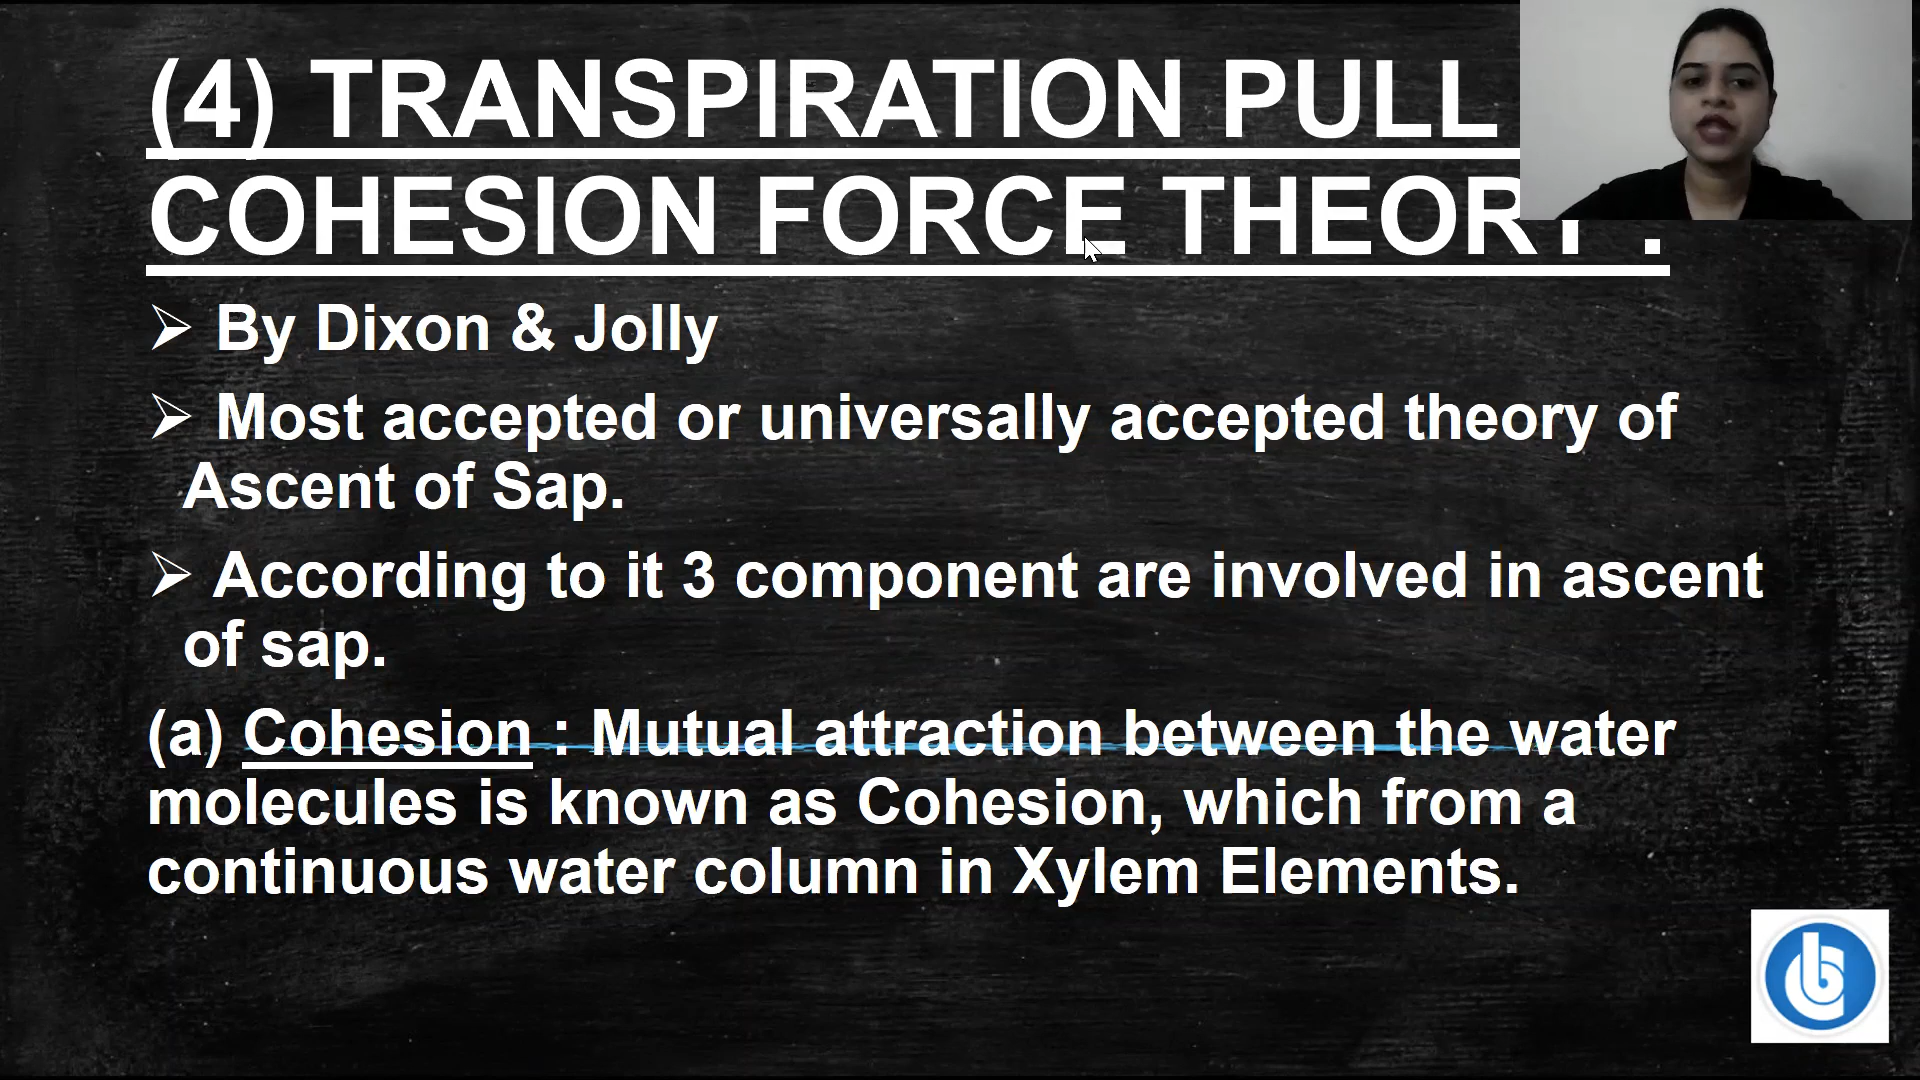 (4) TRANSPIRATION PULL
COHESION FORCE THEORY :
➢ By Dixon & Jolly
➢ Most accepted or universally accepted theory of
Ascent of Sap.
➢ According to it 3 component are involved in ascent
of sap.
(a) Cohesion : Mutual attraction between the water
molecules is known as Cohesion, which from a
continuous water column in Xylem Elements.